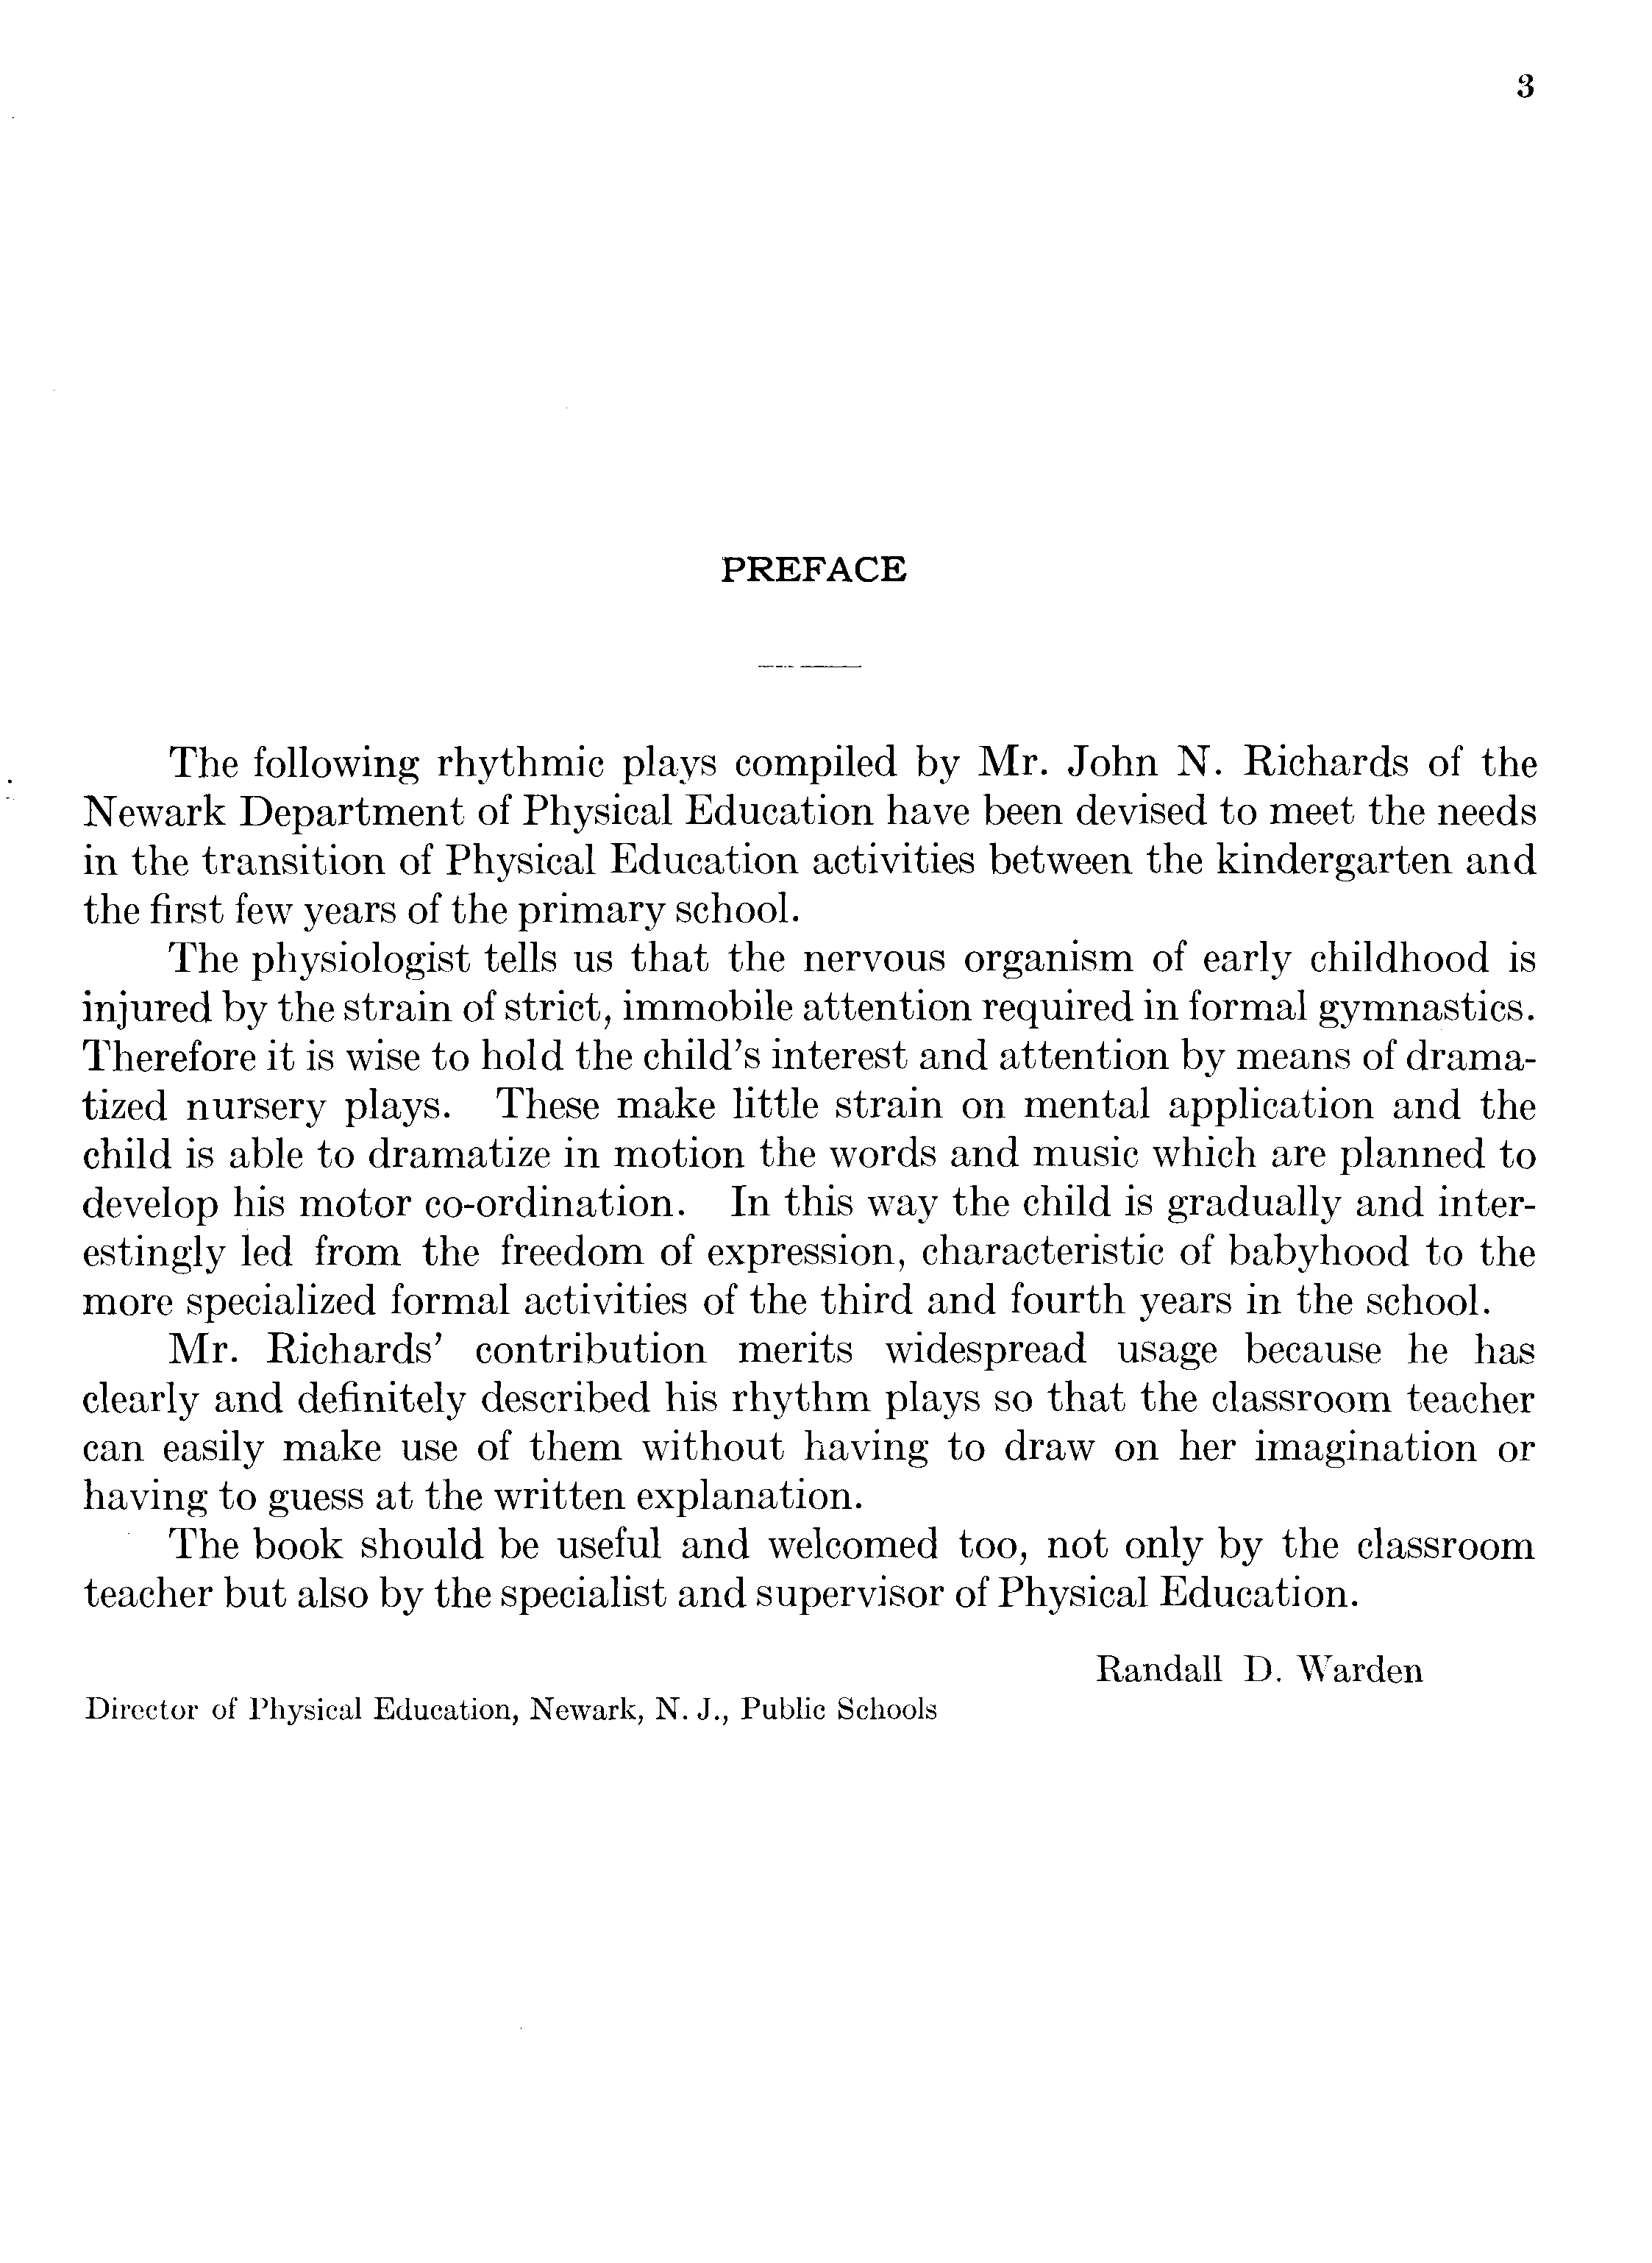 3
PREFACE
The following rhythmic plays compiled by Mr. John N. Richards of the
Newark Department of Physical Education have been devised to meet the needs
in the transition of Physical Education activities between the kindergarten and
the first few years of the primary school.
The physiologist tells us that the nervous organism of early childhood is
injured by the strain of strict, immobile attention required in formal gymnastics.
Therefore it is wise to hold the child's interest and attention by means of drama-
tized nursery plays. These make little strain on mental application and the
child is able to dramatize in motion the words and music which are planned to
develop his motor co-ordination. In this way the child is gradually and inter-
estingly led from the freedom of expression, characteristic of babyhood to the
more specialized formal activities of the third and fourth years in the school.
Mr. Richards' contribution merits widespread usage because he has
clearly and definitely described his rhythm plays so that the classroom teacher
can easily make use of them without having to draw on her imagination or
having to guess at the written explanation.
The book should be useful and welcomed too, not only by the classroom
teacher but also by the specialist and supervisor of Physical Education.
Randall D. Warden
Director of Physical Education, Newark, N. J., Public Schools